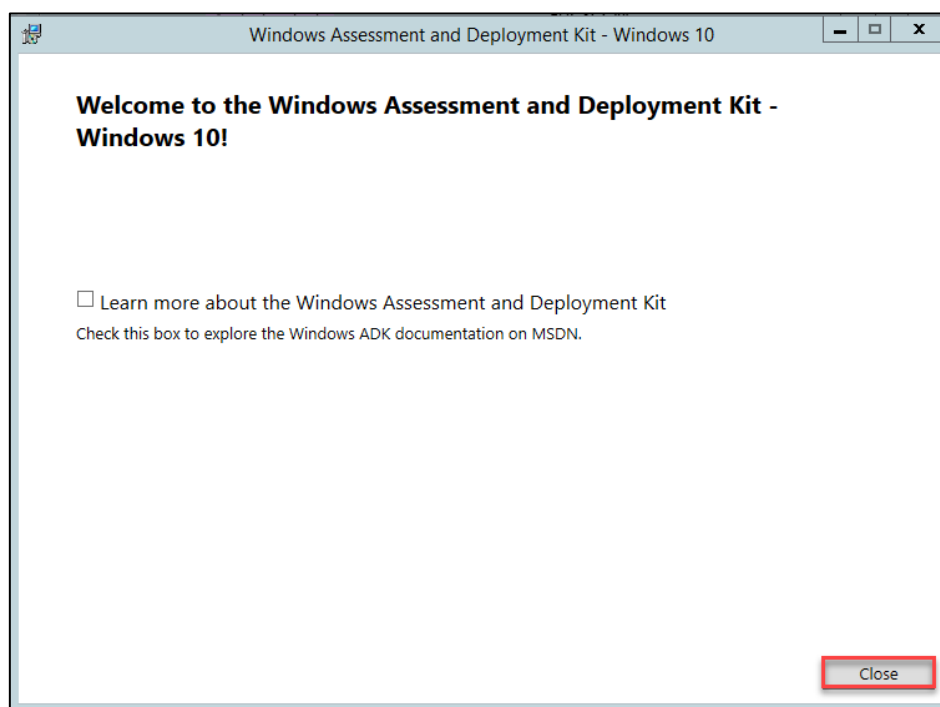 Windows Assessment and Deployment Kit - Windows 10
Welcome to the Windows Assessment and Deployment Kit -
Windows 10!
Learn more about the Windows Assessment and Deployment Kit
Check this box to explore the Windows ADK documentation on MSDN.
Close